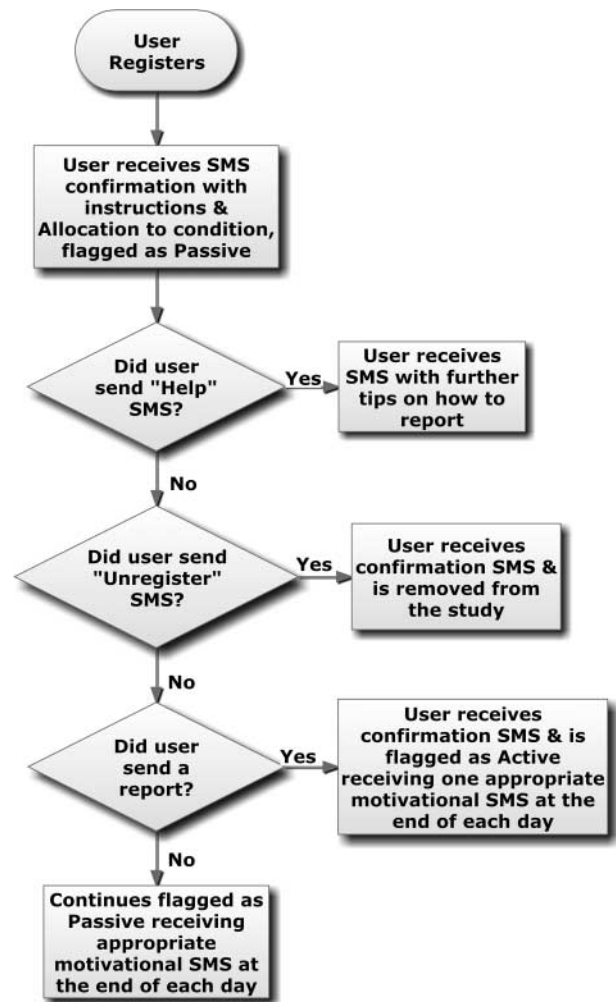 User
Registers
User receives SMS
confirmation with
instructions &
Allocation to condition,
flagged as Passive
Did user
send "Help"
SMS?
Yes
User receives
SMS with further
tips on how to
report
No
Did user send
"Unregister"
SMS?
Yes
User receives
confirmation SMS &
is removed from
the study
No
Did user
send a
report?
Yes
User receives
confirmation SMS & is
flagged as Active
receiving one appropriate
motivational SMS at the
end of each day
No
Continues flagged as
Passive receiving
appropriate
motivational SMS at
the end of each day